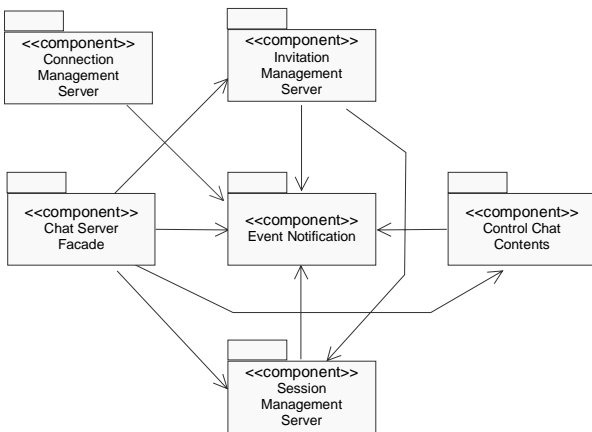 <<component>>
Connection
Management
Server
<<component>>
Invitation
Management
Server
<<component>>
Chat Server
Facade
<<component>>
Event Notification
<<component>>
Control Chat
Contents
<<component>>
Session
Management
Server